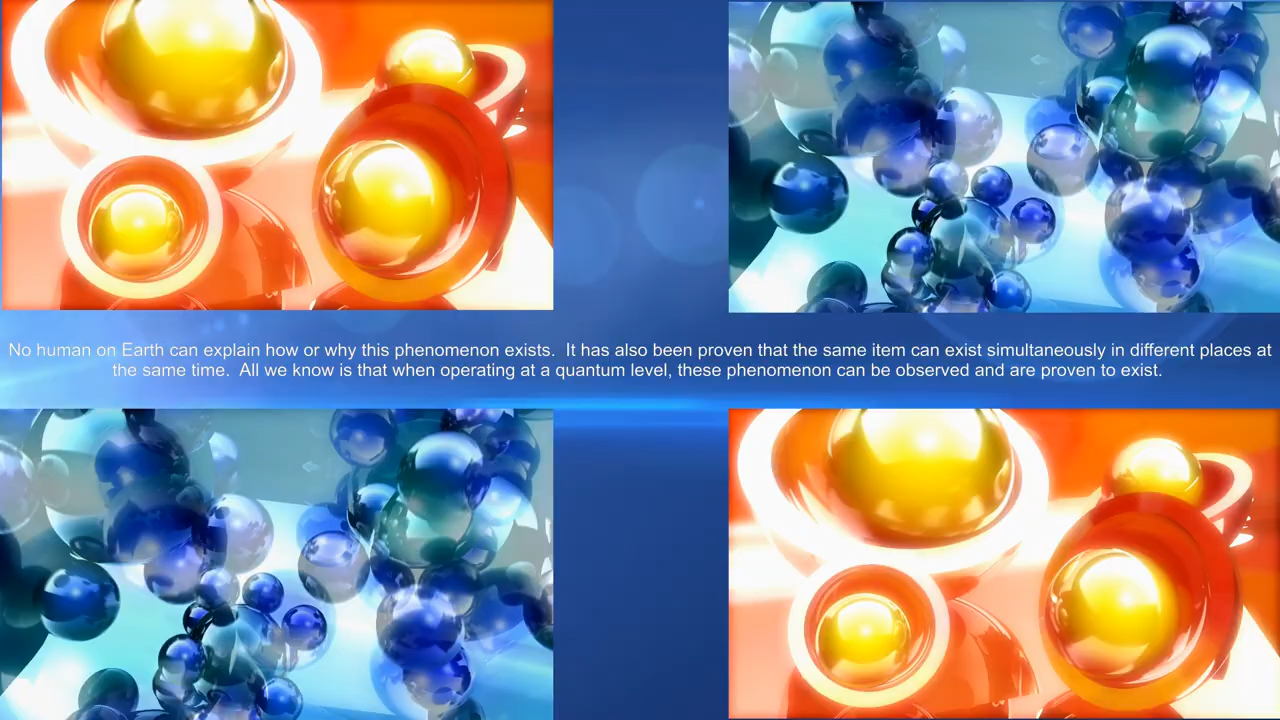 No human on Earth can explain how or why this phenomenon exists.  It has also been proven that the same item can exist simultaneously in different places at
the same time.  All we know is that when operating at a quantum level, these phenomenon can be observed and are proven to exist.